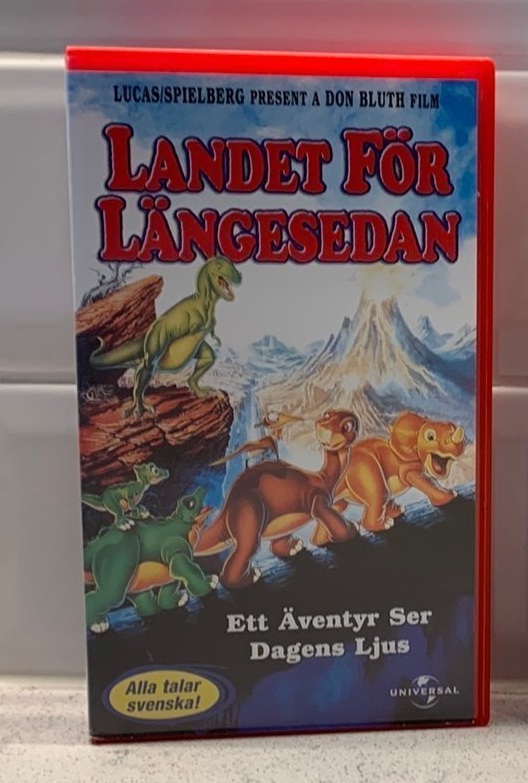 LUCAS/SPIELBERG PRESENT A DON BLUTH FILM
LANDET FÖR
LÄNGESEDAN
Ett Äventyr Ser
Dagens Ljus
Alla talar
svenska!
UNIVERSAL